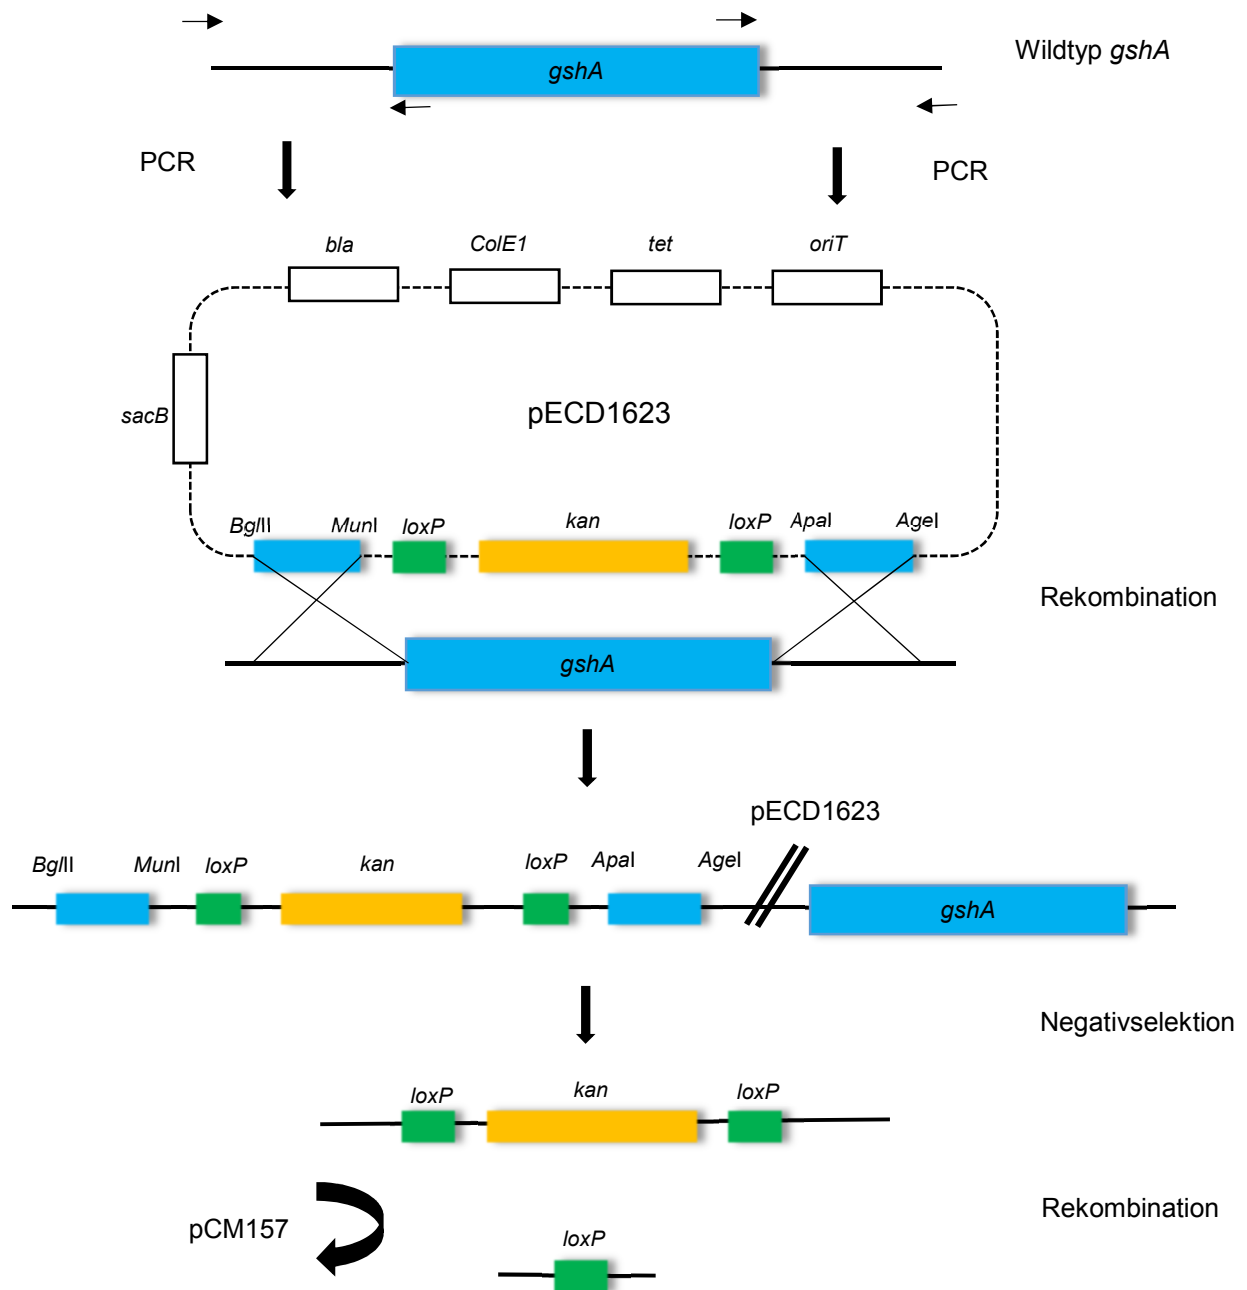 Wildtyp gshA
gshA
PCR
PCR
bla
ColE1
tet
oriT
sacB
pECD1623
BglII
MunI
loxP
kan
loxP
ApaI
AgeI
Rekombination
gshA
pECD1623
BglII
MunI
loxP
kan
loxP
ApaI
AgeI
gshA
Negativselektion
loxP
kan
loxP
Rekombination
pCM157
loxP